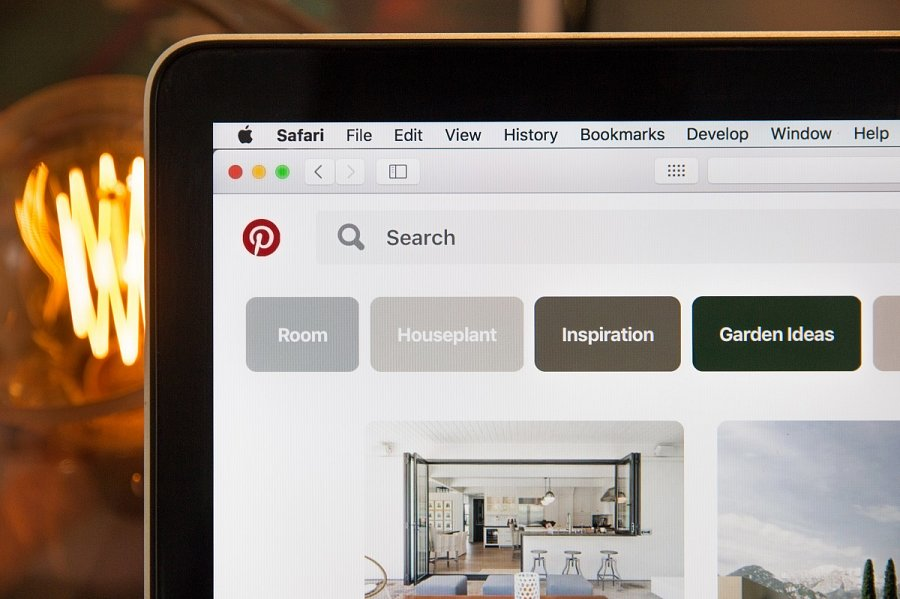 Safari File Edit View History Bookmarks Develop Window Help
Search
Room Houseplant Inspiration Garden Ideas